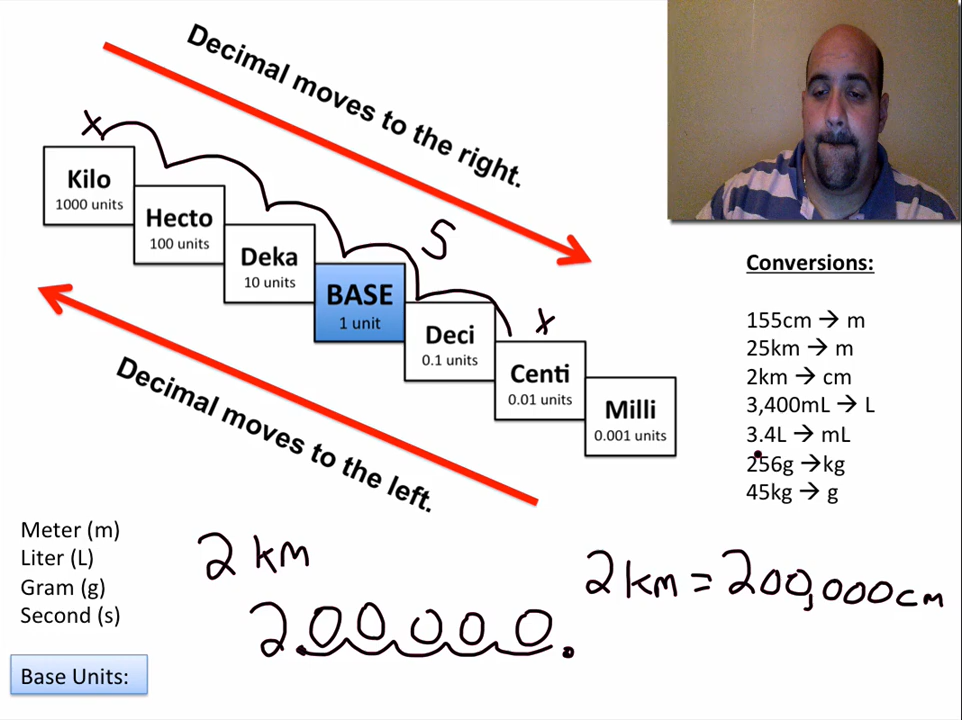 Decimal moves to the right.
x
Kilo
1000 units
Hecto
100 units
Deka
10 units
BASE
1 unit
5
Deci
0.1 units
x
Centi
0.01 units
Milli
0.001 units
Decimal moves to the left.
Conversions:
155cm → m
25km → m
2km → cm
3,400mL → L
3.4L → mL
256g →kg
45kg → g
Meter (m)
Liter (L)
Gram (g)
Second (s)
Base Units:
2 km
2.00000.
2 km = 200,000cm